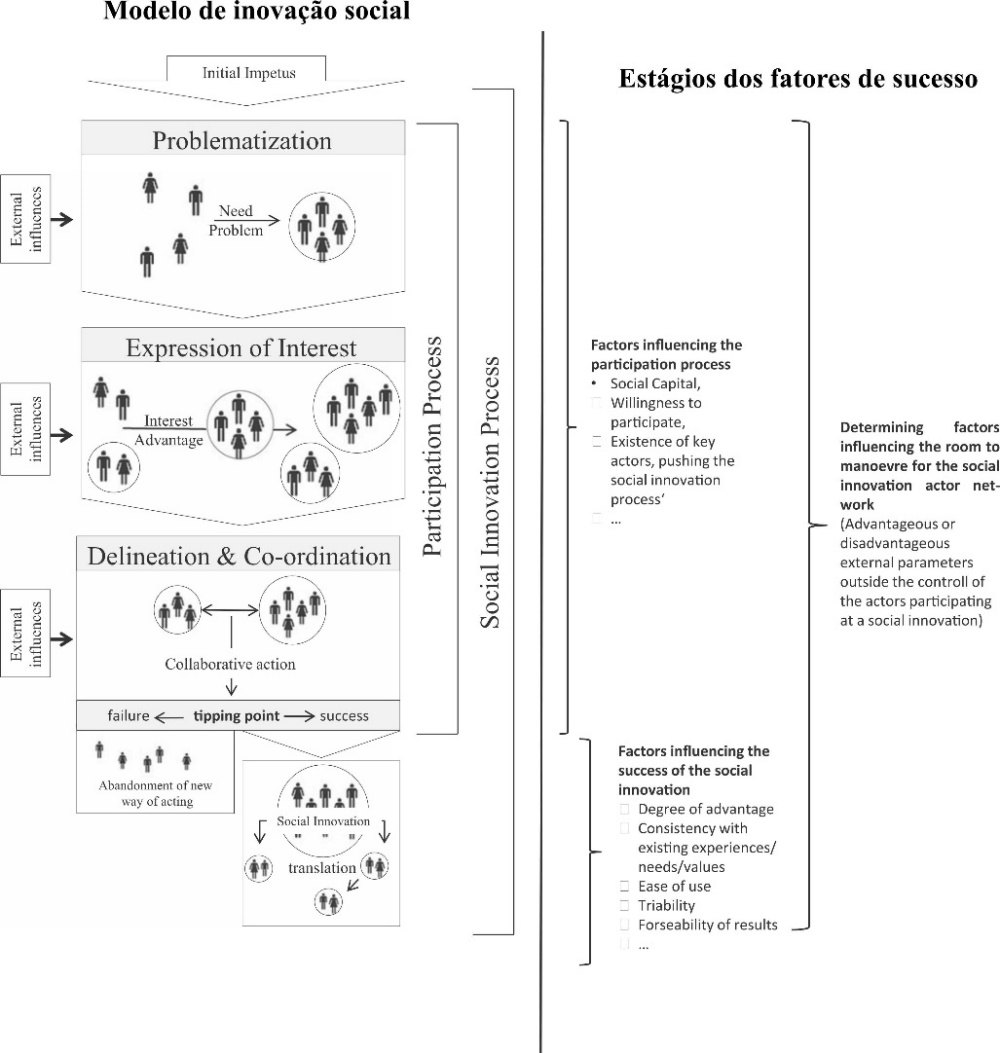 Modelo de inovação social
Initial Impetus
Problematization
External
influences
Need
Problem
Expression of Interest
External
influences
Interest
Advantage
Delineation & Co-ordination
External
influences
Collaborative action
failure tipping point success
Abandonment of new
way of acting
Social Innovation
translation
Participation Process
Social Innovation Process
Estágios dos fatores de sucesso
Factors influencing the
participation process
• Social Capital,
Willingness to
participate,
Existence of key
actors, pushing the
social innovation
process‘
...
Factors influencing the
success of the social
innovation
Degree of advantage
Consistency with
existing experiences/
needs/values
Ease of use
Triability
Forseability of results
...
Determining factors
influencing the room to
manoevre for the social
innovation actor net-
work
(Advantageous or
disadvantageous
external parameters
outside the controll of
the actors participating
at a social innovation)